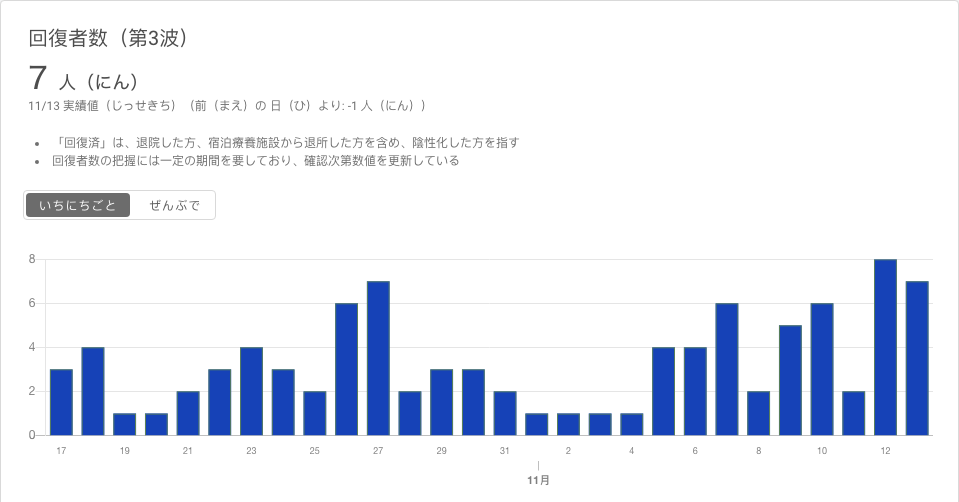 回復者数（第3波）
7 人（にん）
11/13 実績値（じっせきち）（前（まえ）の 日（ひ）より: -1 人（にん））
• 「回復済」は、退院した方、宿泊療養施設から退所した方を含め、陰性化した方を指す
• 回復者数の把握には一定の期間を要しており、確認次第数値を更新している
いちにちごと ぜんぶで
8
6
4
2
0
17 19 21 23 25 27 29 31 2 4 6 8 10 12
11月